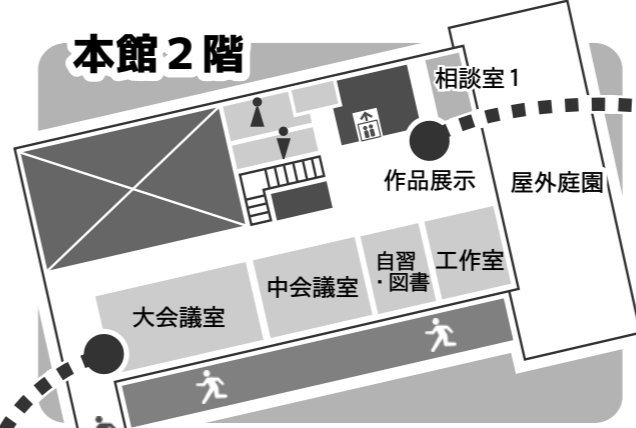 本館2階
相談室1
作品展示
屋外庭園
大会議室
中会議室
自習
・図書
工作室